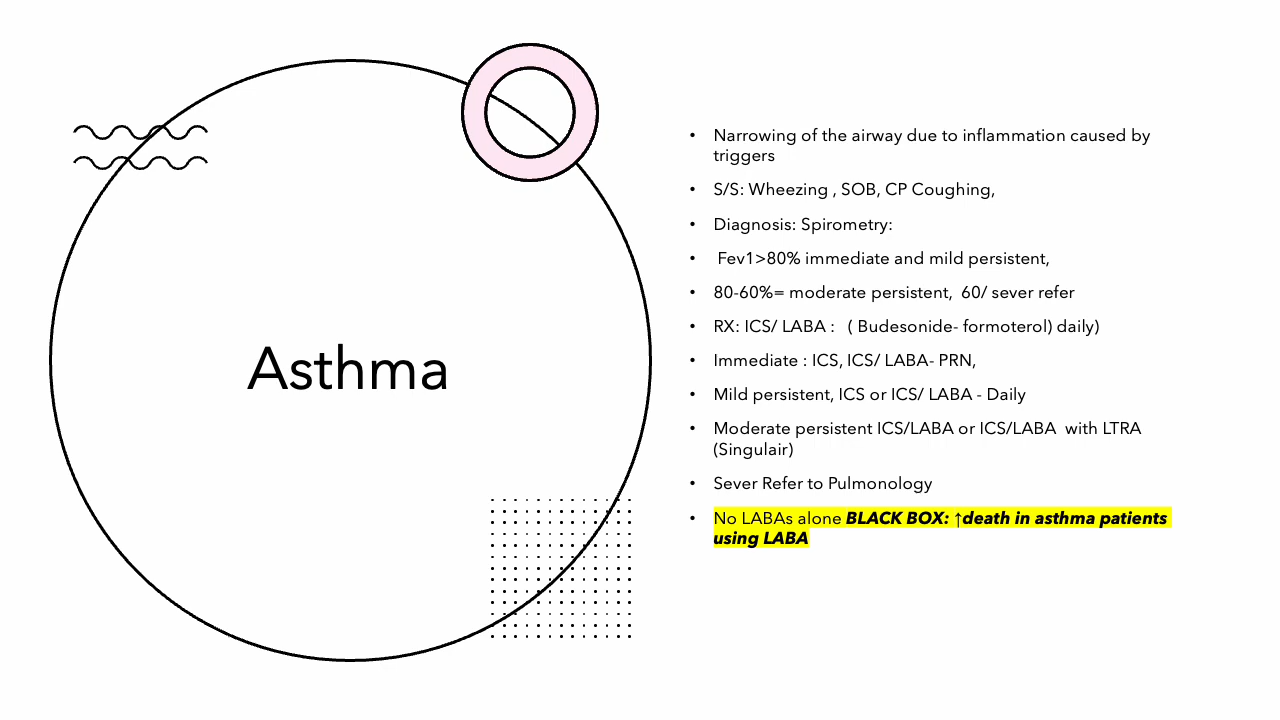 Asthma
• Narrowing of the airway due to inflammation caused by
triggers
• S/S: Wheezing , SOB, CP Coughing,
• Diagnosis: Spirometry:
• Fev1>80% immediate and mild persistent,
• 80-60%= moderate persistent, 60/ sever refer
• RX: ICS/ LABA : ( Budesonide- formoterol) daily)
• Immediate : ICS, ICS/ LABA- PRN,
• Mild persistent, ICS or ICS/ LABA - Daily
• Moderate persistent ICS/LABA or ICS/LABA with LTRA
(Singulair)
• Sever Refer to Pulmonology
• No LABAs alone BLACK BOX: ↑death in asthma patients
using LABA